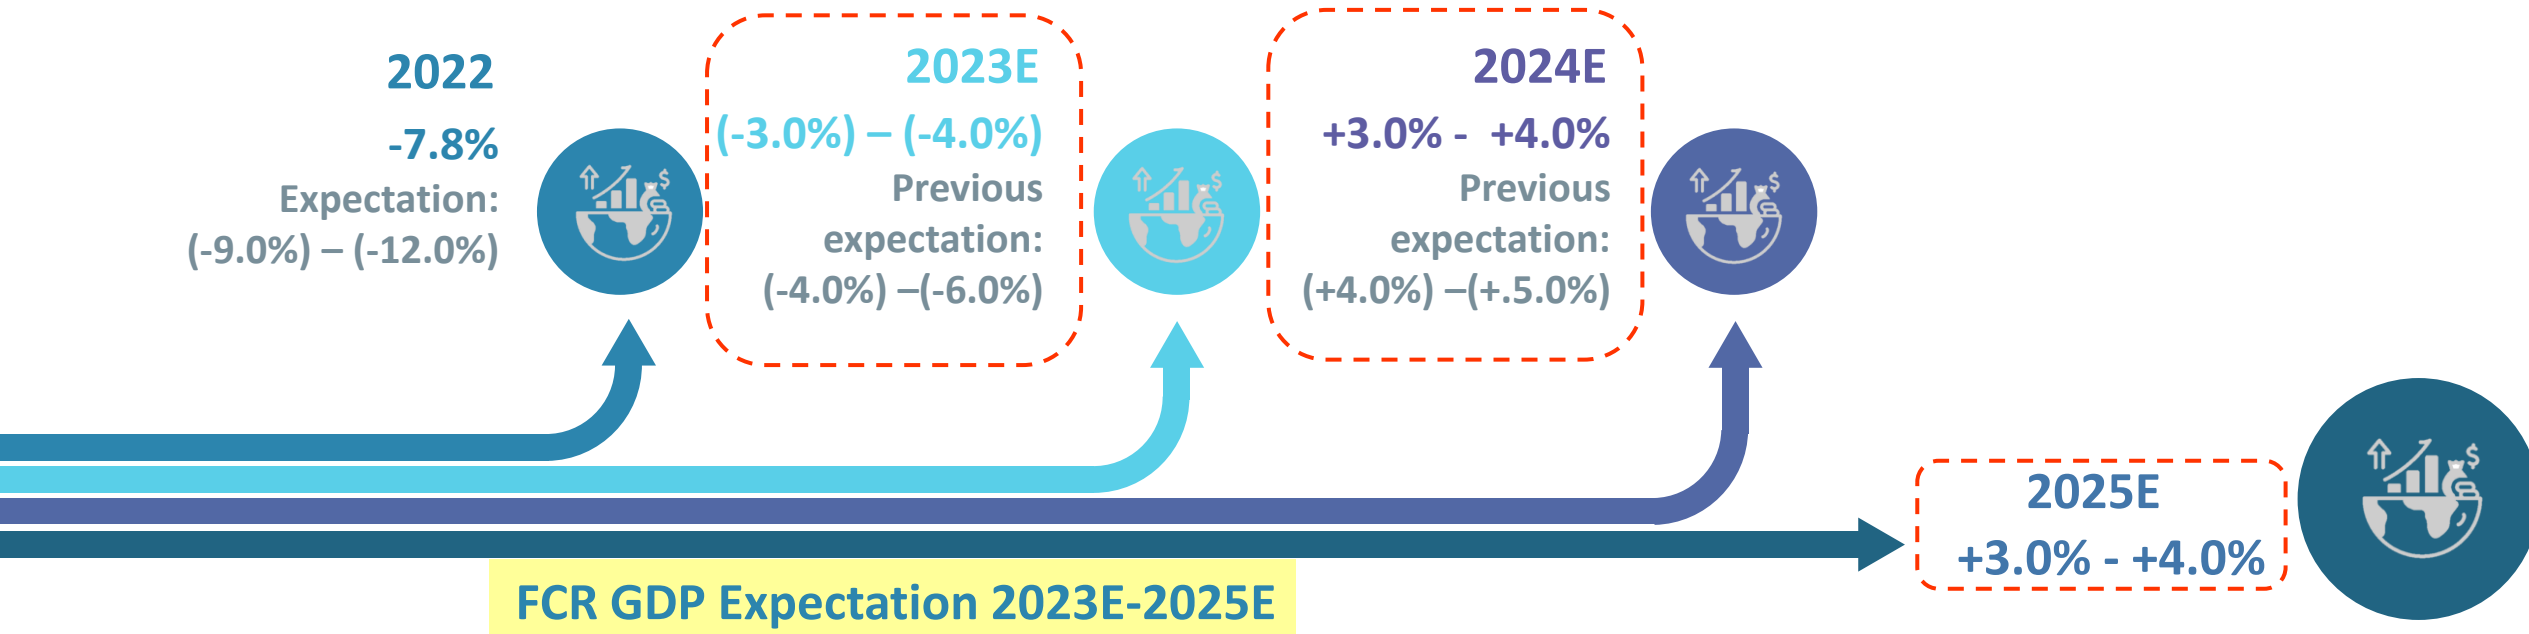 2022
-7.8%
Expectation:
(-9.0%) – (-12.0%)
2023E
(-3.0%) – (-4.0%)
Previous
expectation:
(-4.0%) –(-6.0%)
2024E
+3.0% - +4.0%
Previous
expectation:
(+4.0%) –(+.5.0%)
2025E
+3.0% - +4.0%
FCR GDP Expectation 2023E-2025E